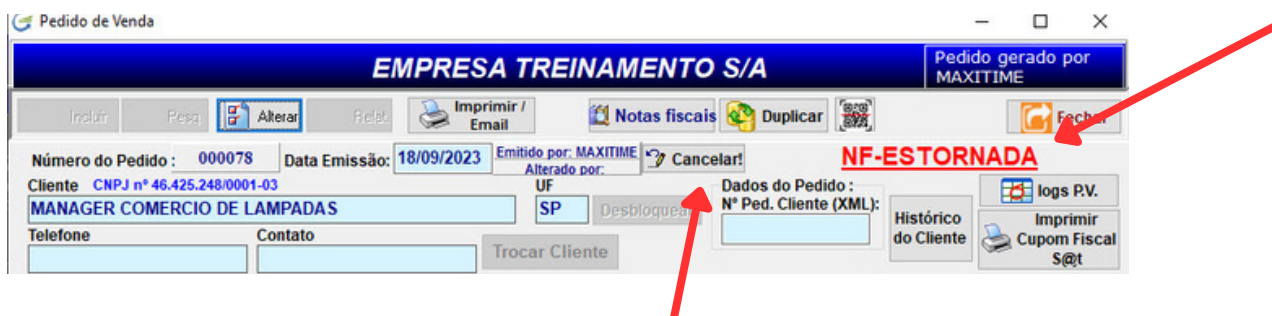 Pedido de Venda
EMPRESA TREINAMENTO S/A
Pedido gerado por
MAXITIME
Incluir
Pesq
Alterar
Relat.
Imprimir /
Email
Notas fiscais
Duplicar
Fechar
Número do Pedido : 000078
Data Emissão: 18/09/2023
Emitido por: MAXITIME
Alterado por:
Cancelar!
NF-ESTORNADA
Cliente CNPJ nº 46.425.248/0001-03
UF
MANAGER COMERCIO DE LAMPADAS
SP
Desbloquear
Dados do Pedido :
Nº Ped. Cliente (XML):
Histórico
do Cliente
logs P.V.
Imprimir
Cupom Fiscal
S@t
Telefone
Contato
Trocar Cliente